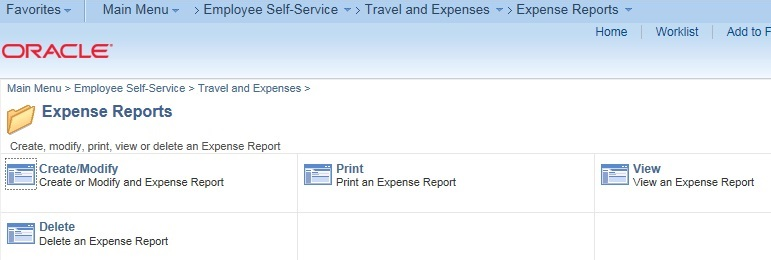 Favorites Main Menu > Employee Self-Service > Travel and Expenses > Expense Reports
Home Worklist Add to F
ORACLE
Main Menu > Employee Self-Service > Travel and Expenses >
Expense Reports
Create, modify, print, view or delete an Expense Report
Create/Modify
Create or Modify and Expense Report
Print
Print an Expense Report
View
View an Expense Report
Delete
Delete an Expense Report